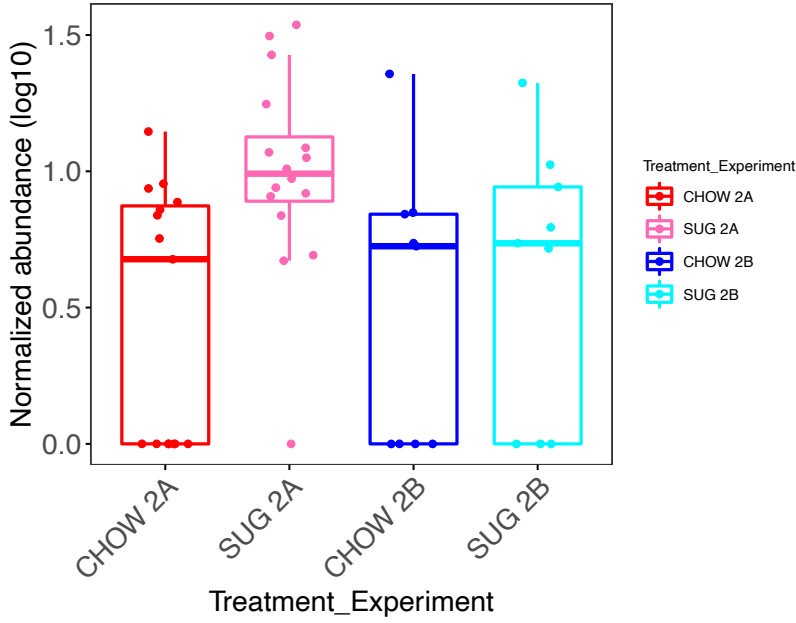 Normalized abundance (log10)
1.5
1.0
0.5
0.0
CHOW 2A
SUG 2A
CHOW 2B
SUG 2B
Treatment_Experiment
Treatment_Experiment
CHOW 2A
SUG 2A
CHOW 2B
SUG 2B